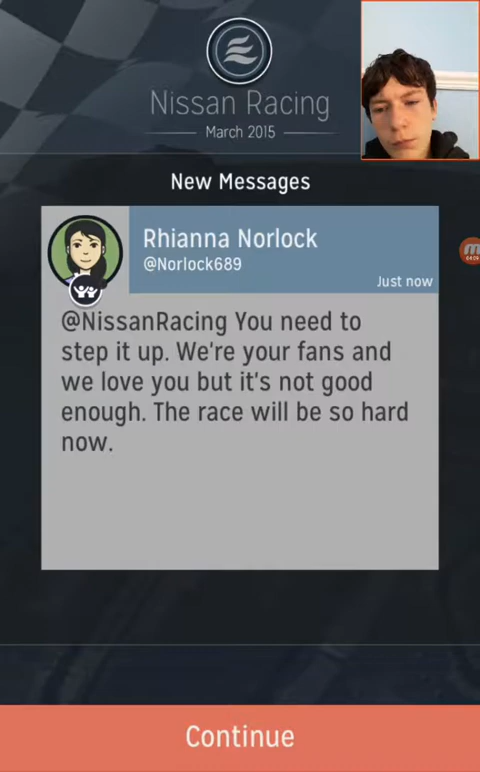 Nissan Racing
March 2015
New Messages
Rhianna Norlock
@Norlock689
Just now
@NissanRacing You need to
step it up. We're your fans and
we love you but it's not good
enough. The race will be so hard
now.
Continue